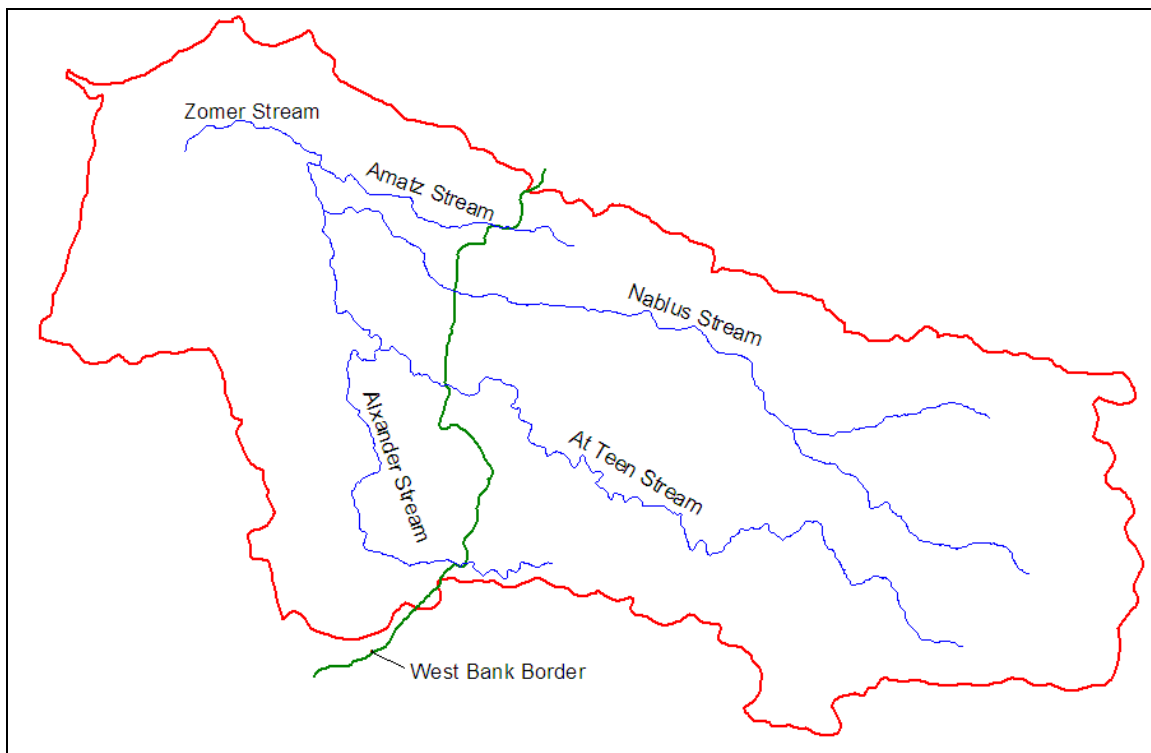 Zomer Stream
Amatz Stream
Nablus Stream
Alxander Stream
At Teen Stream
West Bank Border